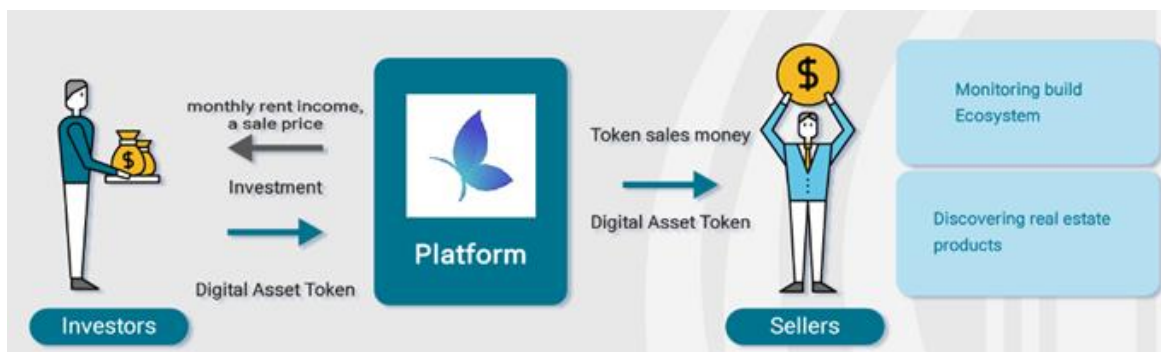 monthly rent income,
a sale price
Investment
Digital Asset Token
Investors
Platform
Token sales money
Digital Asset Token
Sellers
Monitoring build
Ecosystem
Discovering real estate
products